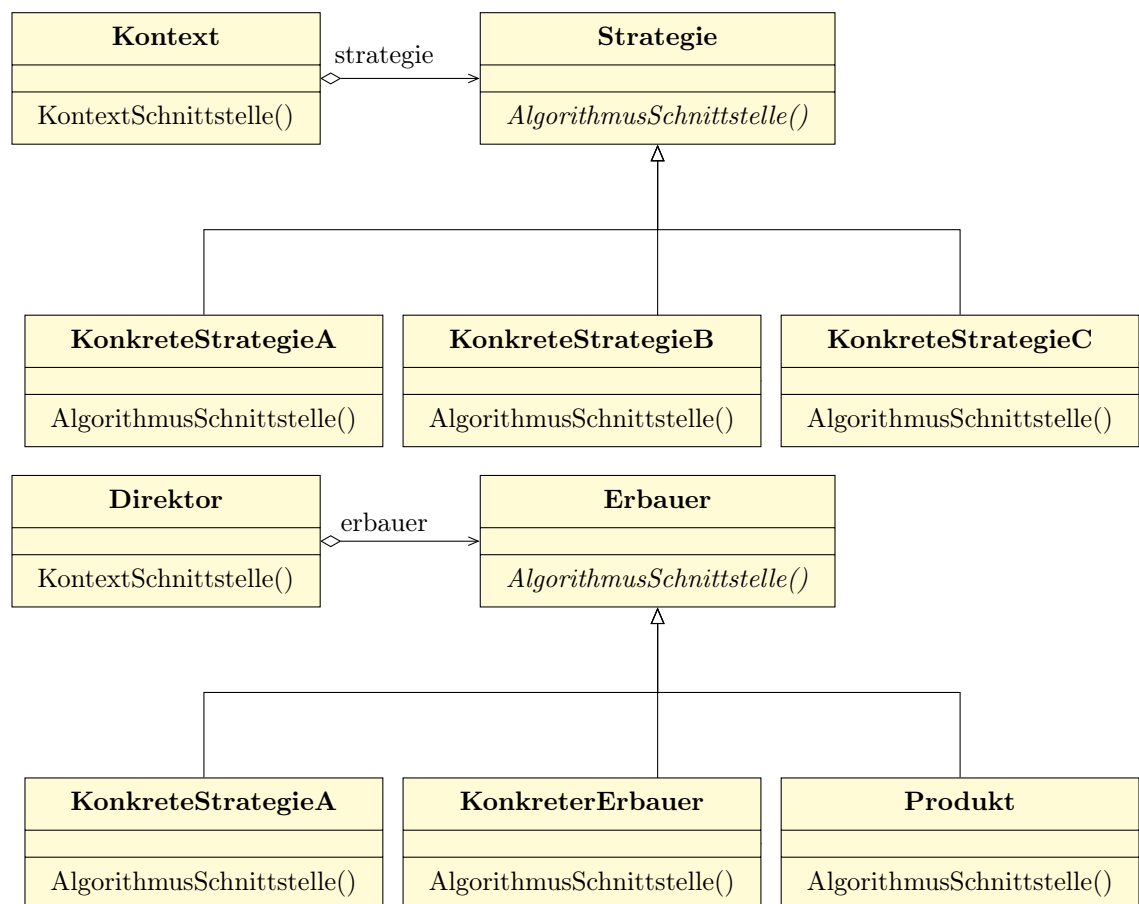 Kontext
Strategie
strategie
KontextSchnittstelle()
AlgorithmusSchnittstelle()
KonkreteStrategieA
KonkreteStrategieB
KonkreteStrategieC
AlgorithmusSchnittstelle()
AlgorithmusSchnittstelle()
AlgorithmusSchnittstelle()
Direktor
Erbauer
erbauer
KontextSchnittstelle()
AlgorithmusSchnittstelle()
KonkreteStrategieA
KonkreterErbauer
Produkt
AlgorithmusSchnittstelle()
AlgorithmusSchnittstelle()
AlgorithmusSchnittstelle()